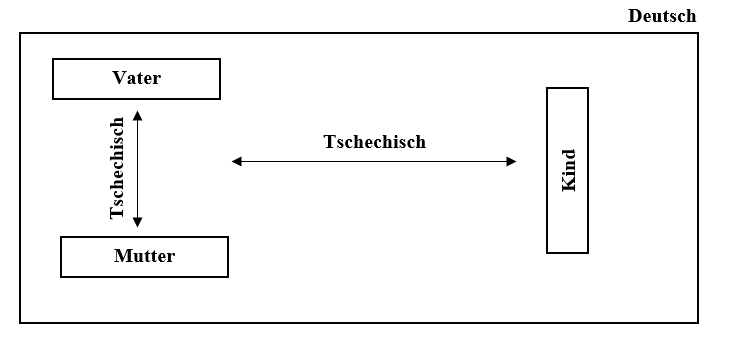 Deutsch
Vater
Tschechisch
Tschechisch
Kind
Mutter